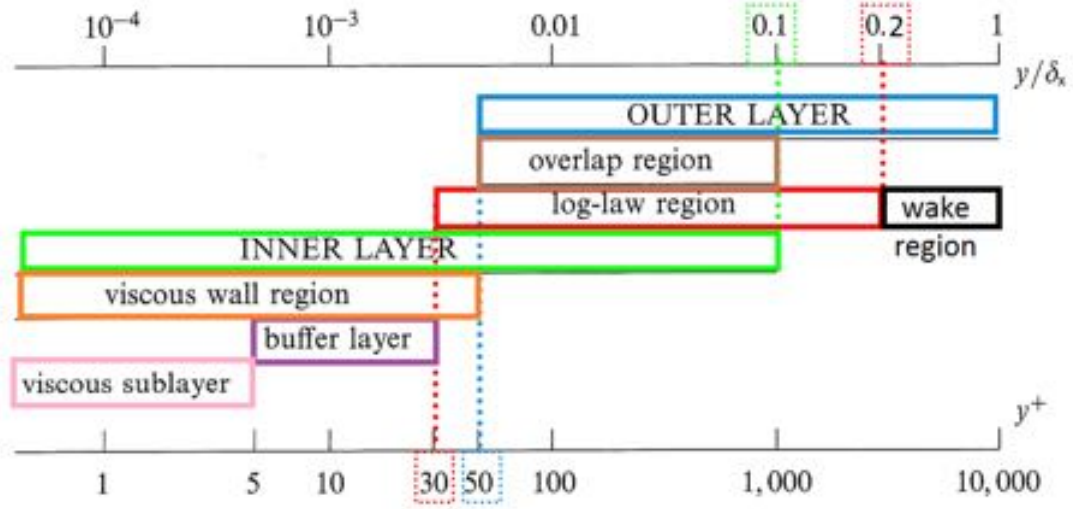 10⁻⁴ 10⁻³ 0.01 0.1 0.2 1
y/δₓ
OUTER LAYER
overlap region
log-law region wake
region
INNER LAYER
viscous wall region
buffer layer
viscous sublayer
y⁺
1 5 10 30 50 100 1,000 10,000